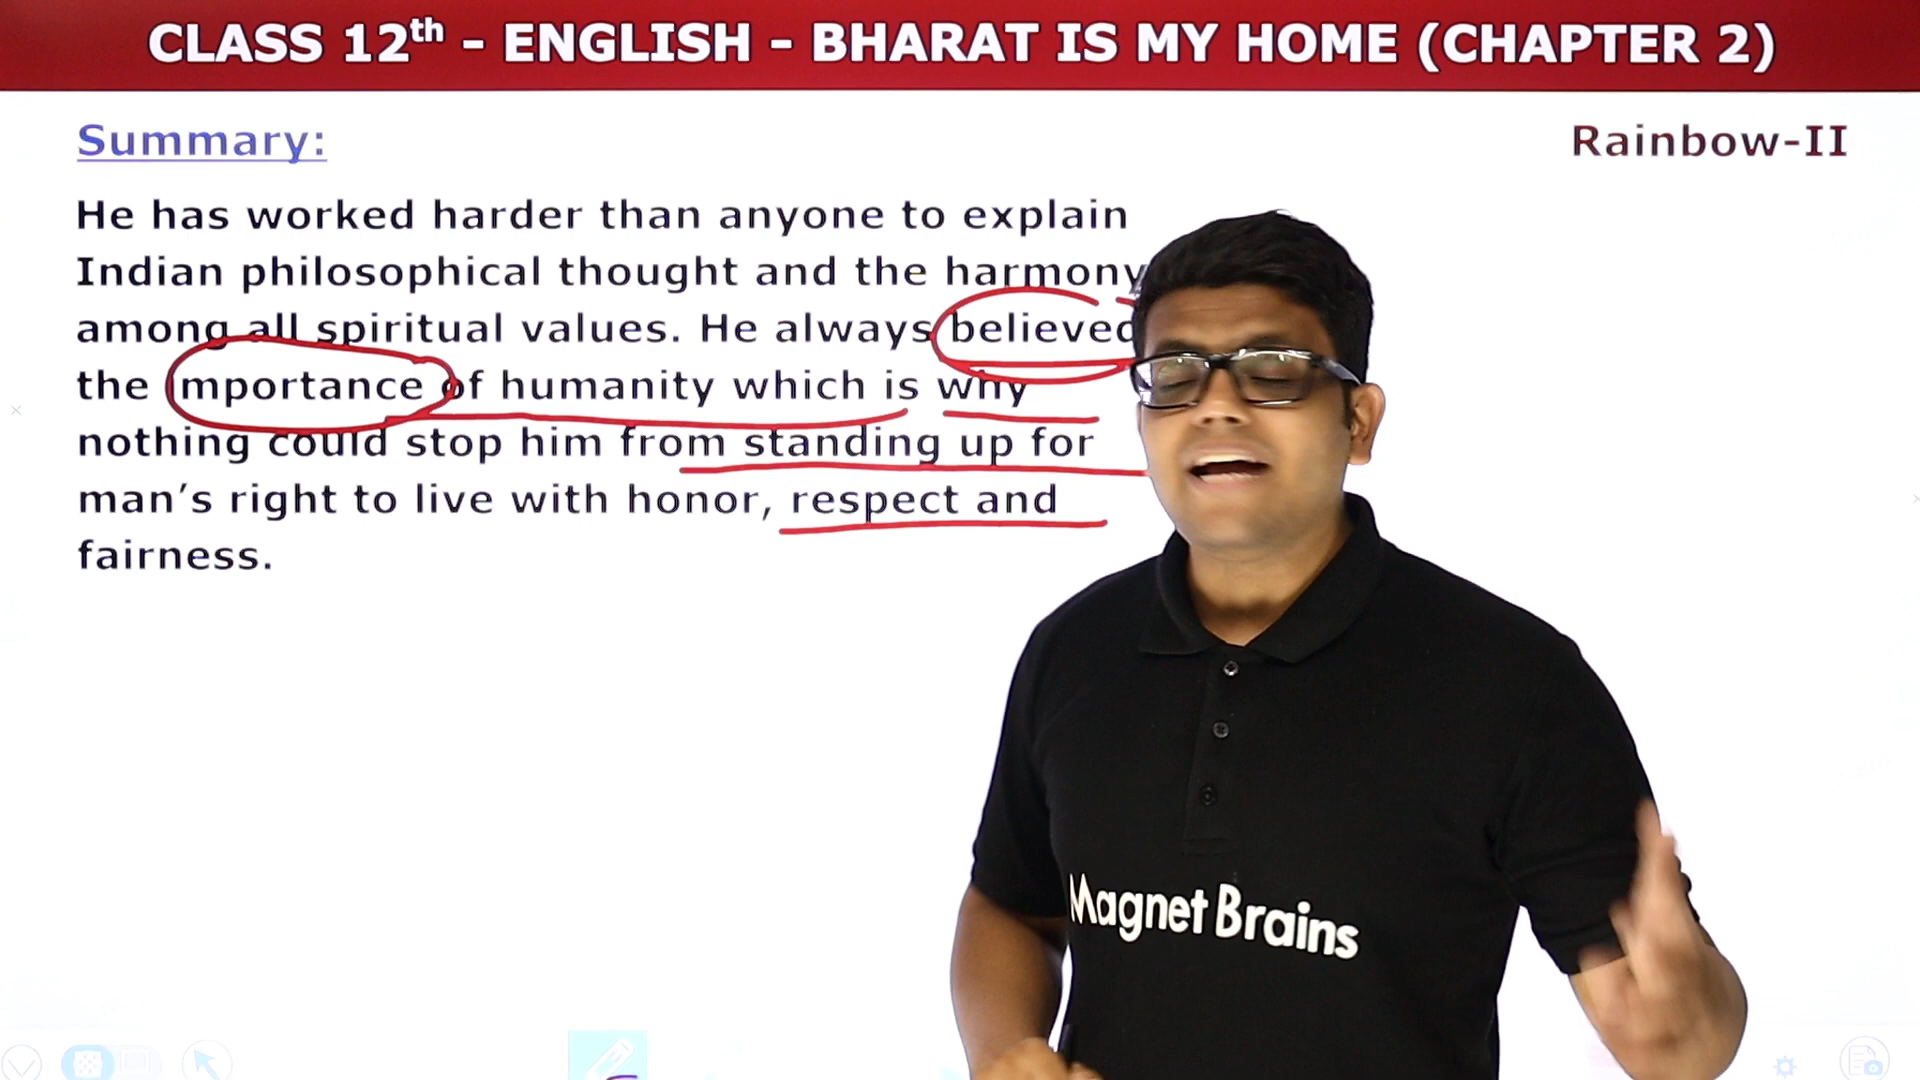 CLASS 12th - ENGLISH - BHARAT IS MY HOME (CHAPTER 2)
Summary:
Rainbow-II
He has worked harder than anyone to explain
Indian philosophical thought and the harmony
among all spiritual values. He always believed
the importance of humanity which is why
nothing could stop him from standing up for
man's right to live with honor, respect and
fairness.
Magnet Brains